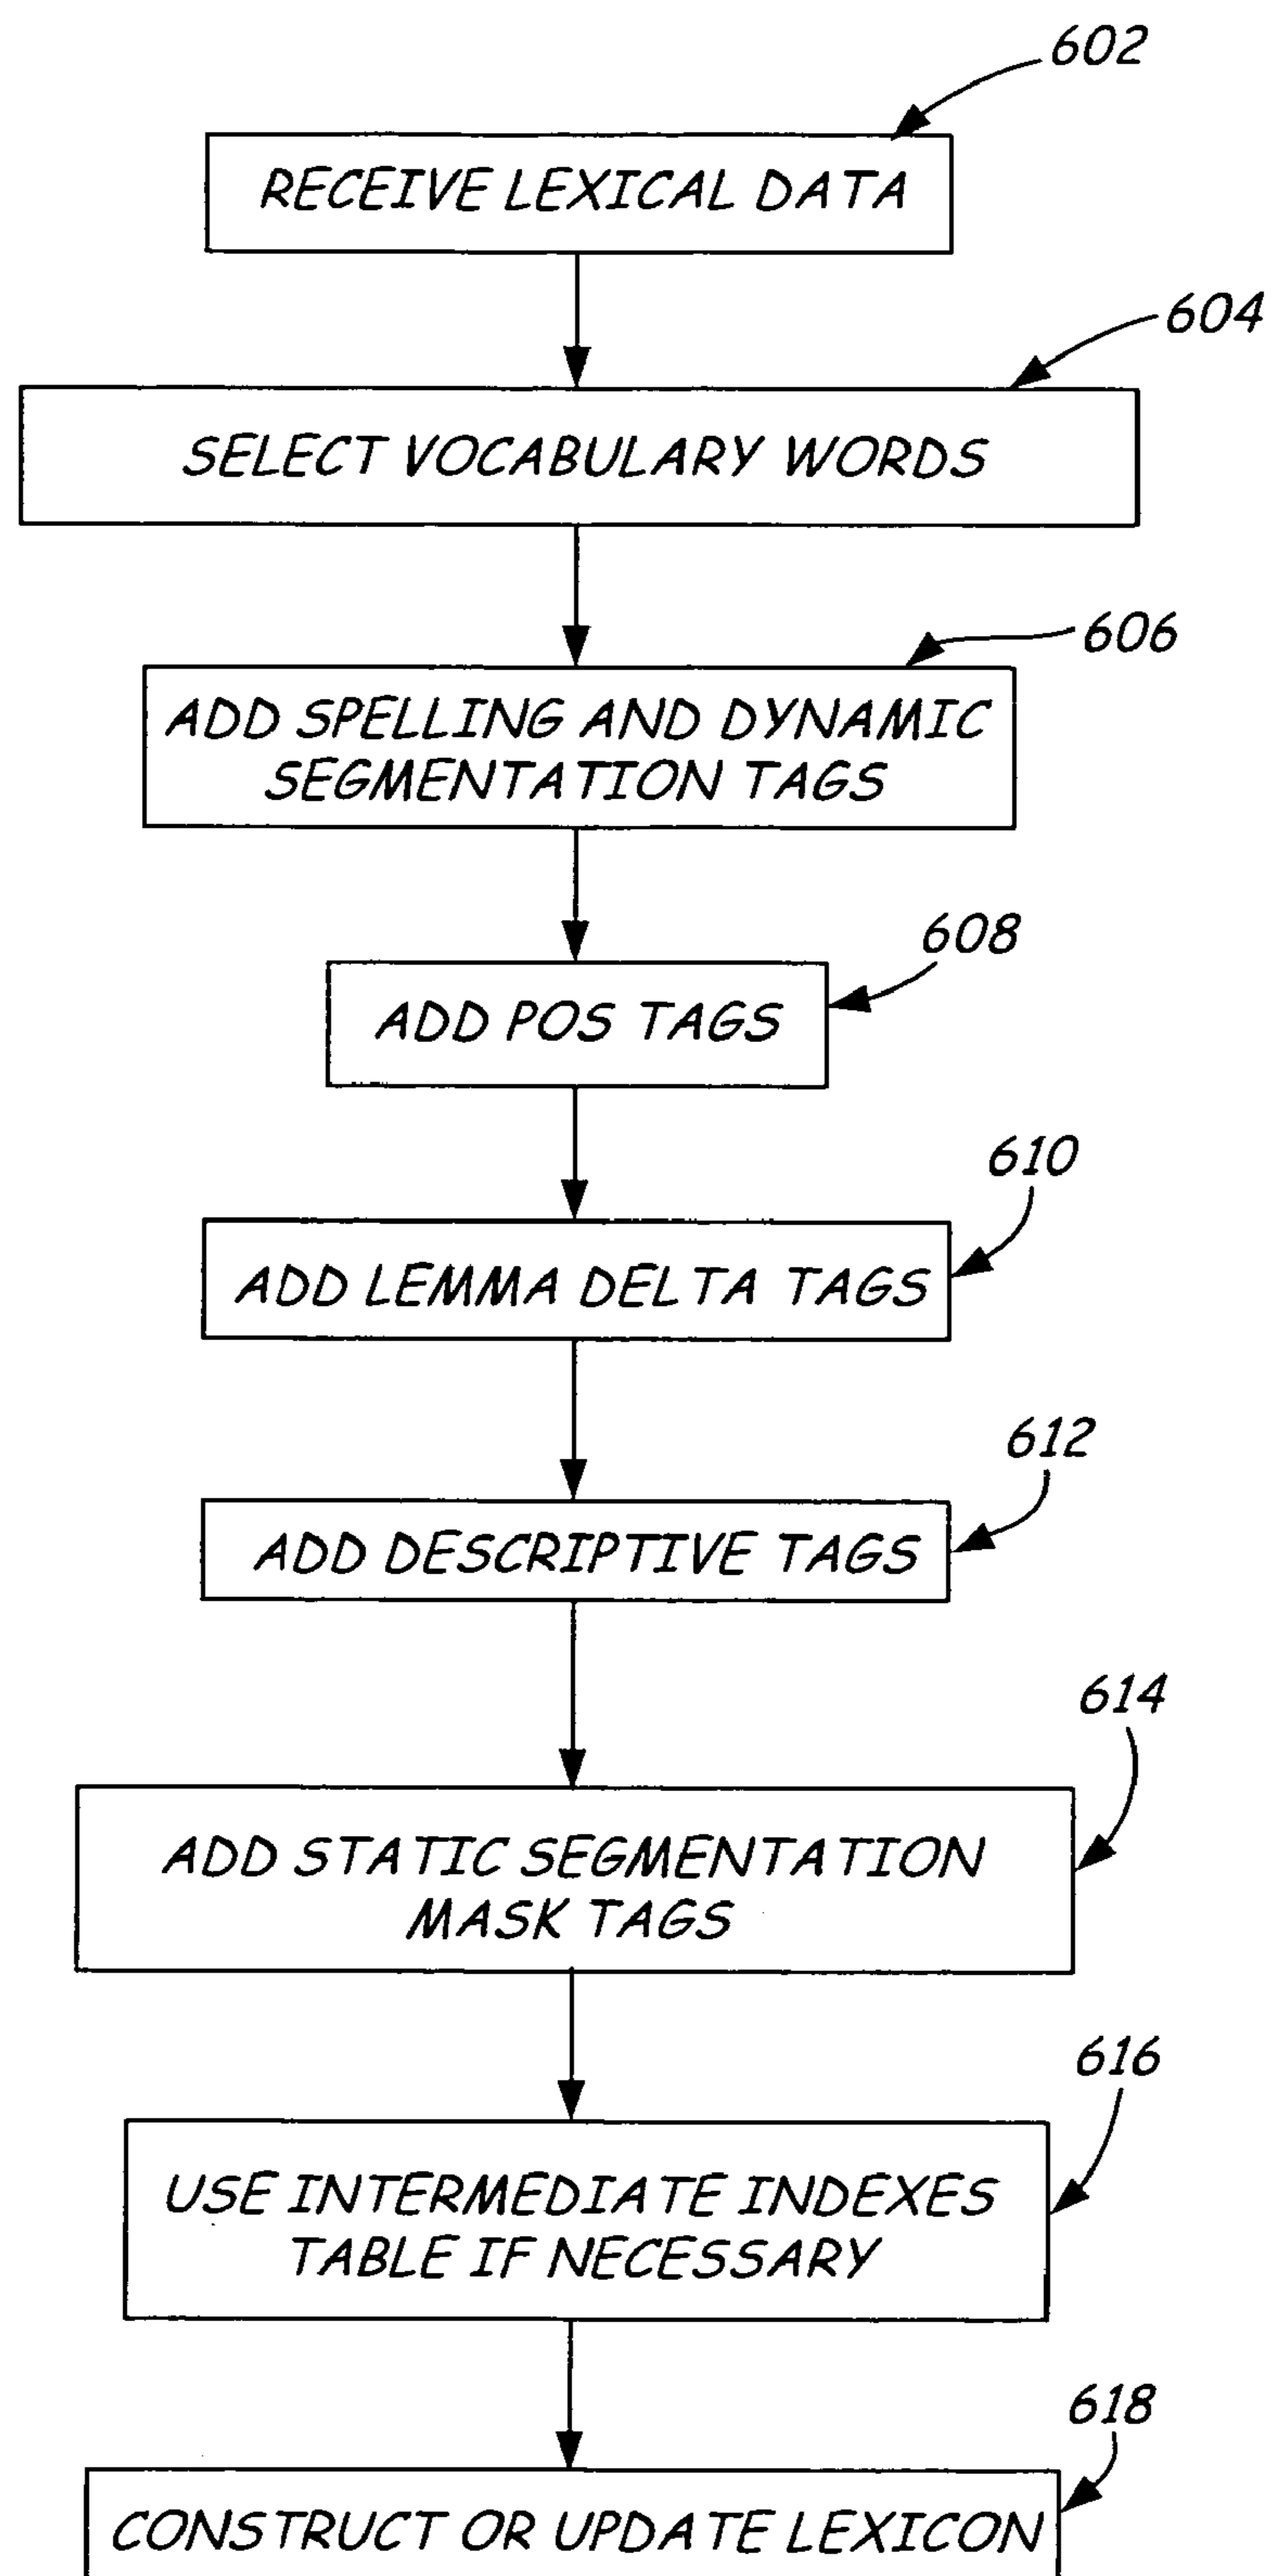 602
RECEIVE LEXICAL DATA
604
SELECT VOCABULARY WORDS
606
ADD SPELLING AND DYNAMIC
SEGMENTATION TAGS
608
ADD POS TAGS
610
ADD LEMMA DELTA TAGS
612
ADD DESCRIPTIVE TAGS
614
ADD STATIC SEGMENTATION
MASK TAGS
616
USE INTERMEDIATE INDEXES
TABLE IF NECESSARY
618
CONSTRUCT OR UPDATE LEXICON